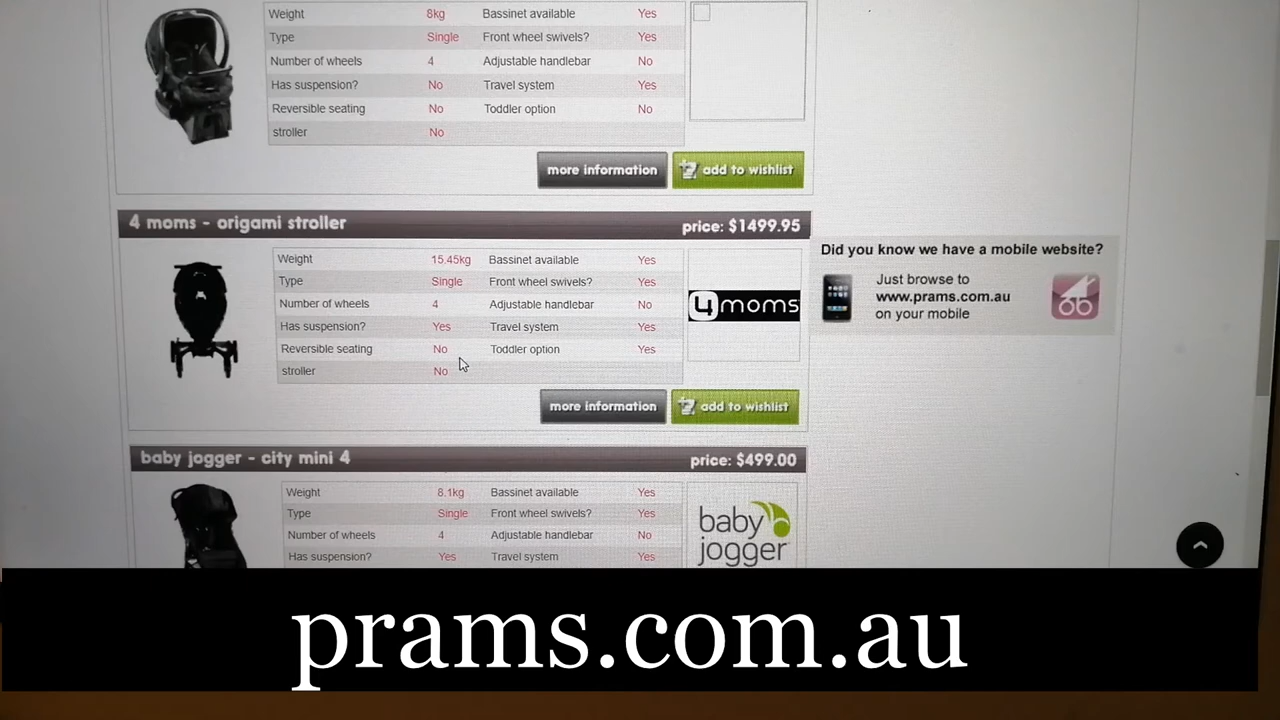 Weight 8kg Bassinet available Yes
Type Single Front wheel swivels? Yes
Number of wheels 4 Adjustable handlebar No
Has suspension? No Travel system Yes
Reversible seating No Toddler option No
stroller No
more information add to wishlist
4 moms - origami stroller price: $1499.95
Weight 15.45kg Bassinet available Yes
Type Single Front wheel swivels? Yes
Number of wheels 4 Adjustable handlebar No
Has suspension? Yes Travel system Yes
Reversible seating No Toddler option Yes
stroller No
4moms
more information add to wishlist
Did you know we have a mobile website?
Just browse to
www.prams.com.au
on your mobile
baby jogger - city mini 4 price: $499.00
Weight 8.1kg Bassinet available Yes
Type Single Front wheel swivels? Yes
Number of wheels 4 Adjustable handlebar No
Has suspension? Yes Travel system Yes
baby
jogger
prams.com.au